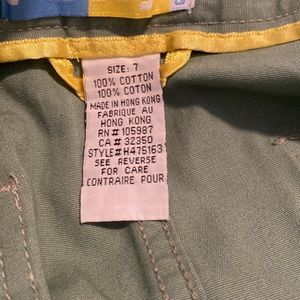 SIZE: 7
100% COTTON
100% COTON
MADE IN HONG KONG
FABRIQUE AU
HONG KONG
RN# 105987
CA# 32350
STYLE#H475163
SEE REVERSE
FOR CARE
CONTRAIRE POUR